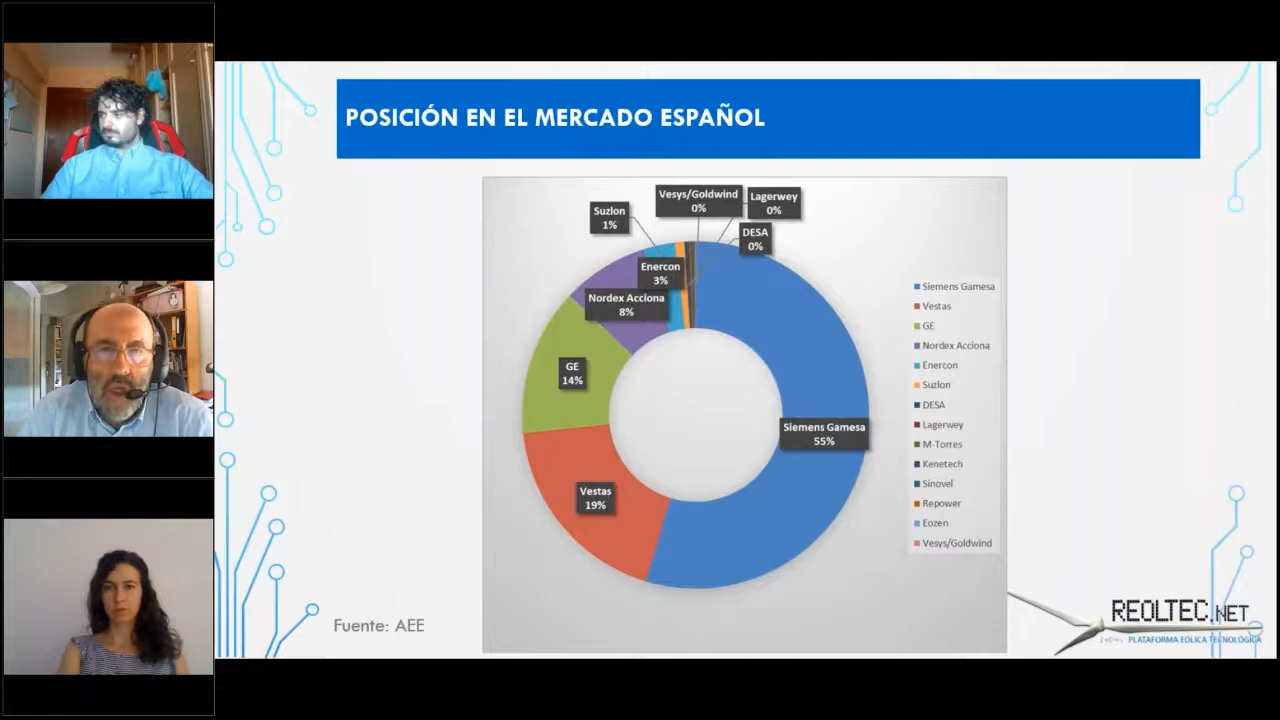 POSICIÓN EN EL MERCADO ESPAÑOL
Vesys/Goldwind
0%
Lagerwey
0%
Suzlon
1%
DESA
0%
Enercon
3%
Nordex Acciona
8%
GE
14%
Siemens Gamesa
55%
Vestas
19%
Siemens Gamesa
Vestas
GE
Nordex Acciona
Enercon
Suzlon
DESA
Lagerwey
M-Torres
Kenetech
Sinovel
Repower
Eozen
Vesys/Goldwind
Fuente: AEE
REOLTEC.NET
PLATAFORMA EÓLICA TECNOLÓGICA